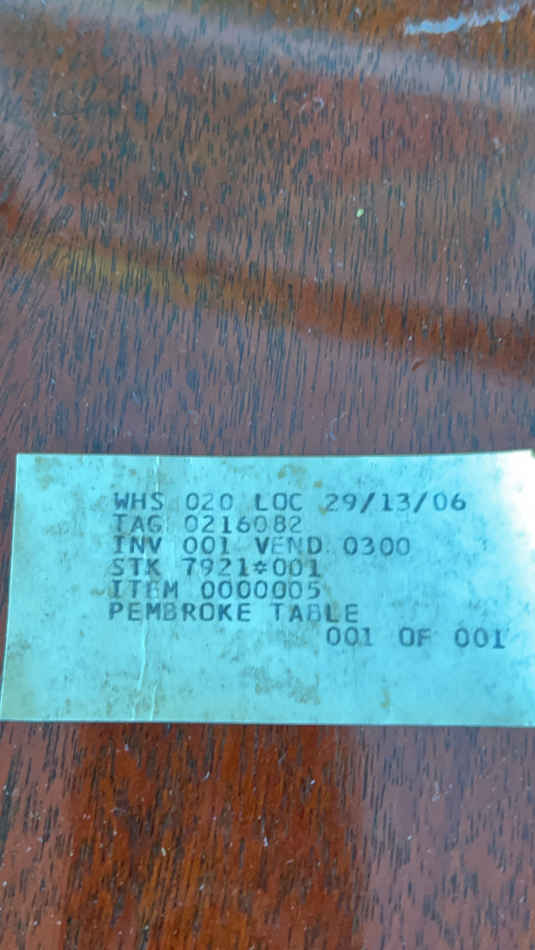 WHS 020 LOC 29/13/06
TAG 0216082
INV 001 VEND 0300
STK 7921*001
ITEM 0000005
PEMBROKE TABLE
001 OF 001